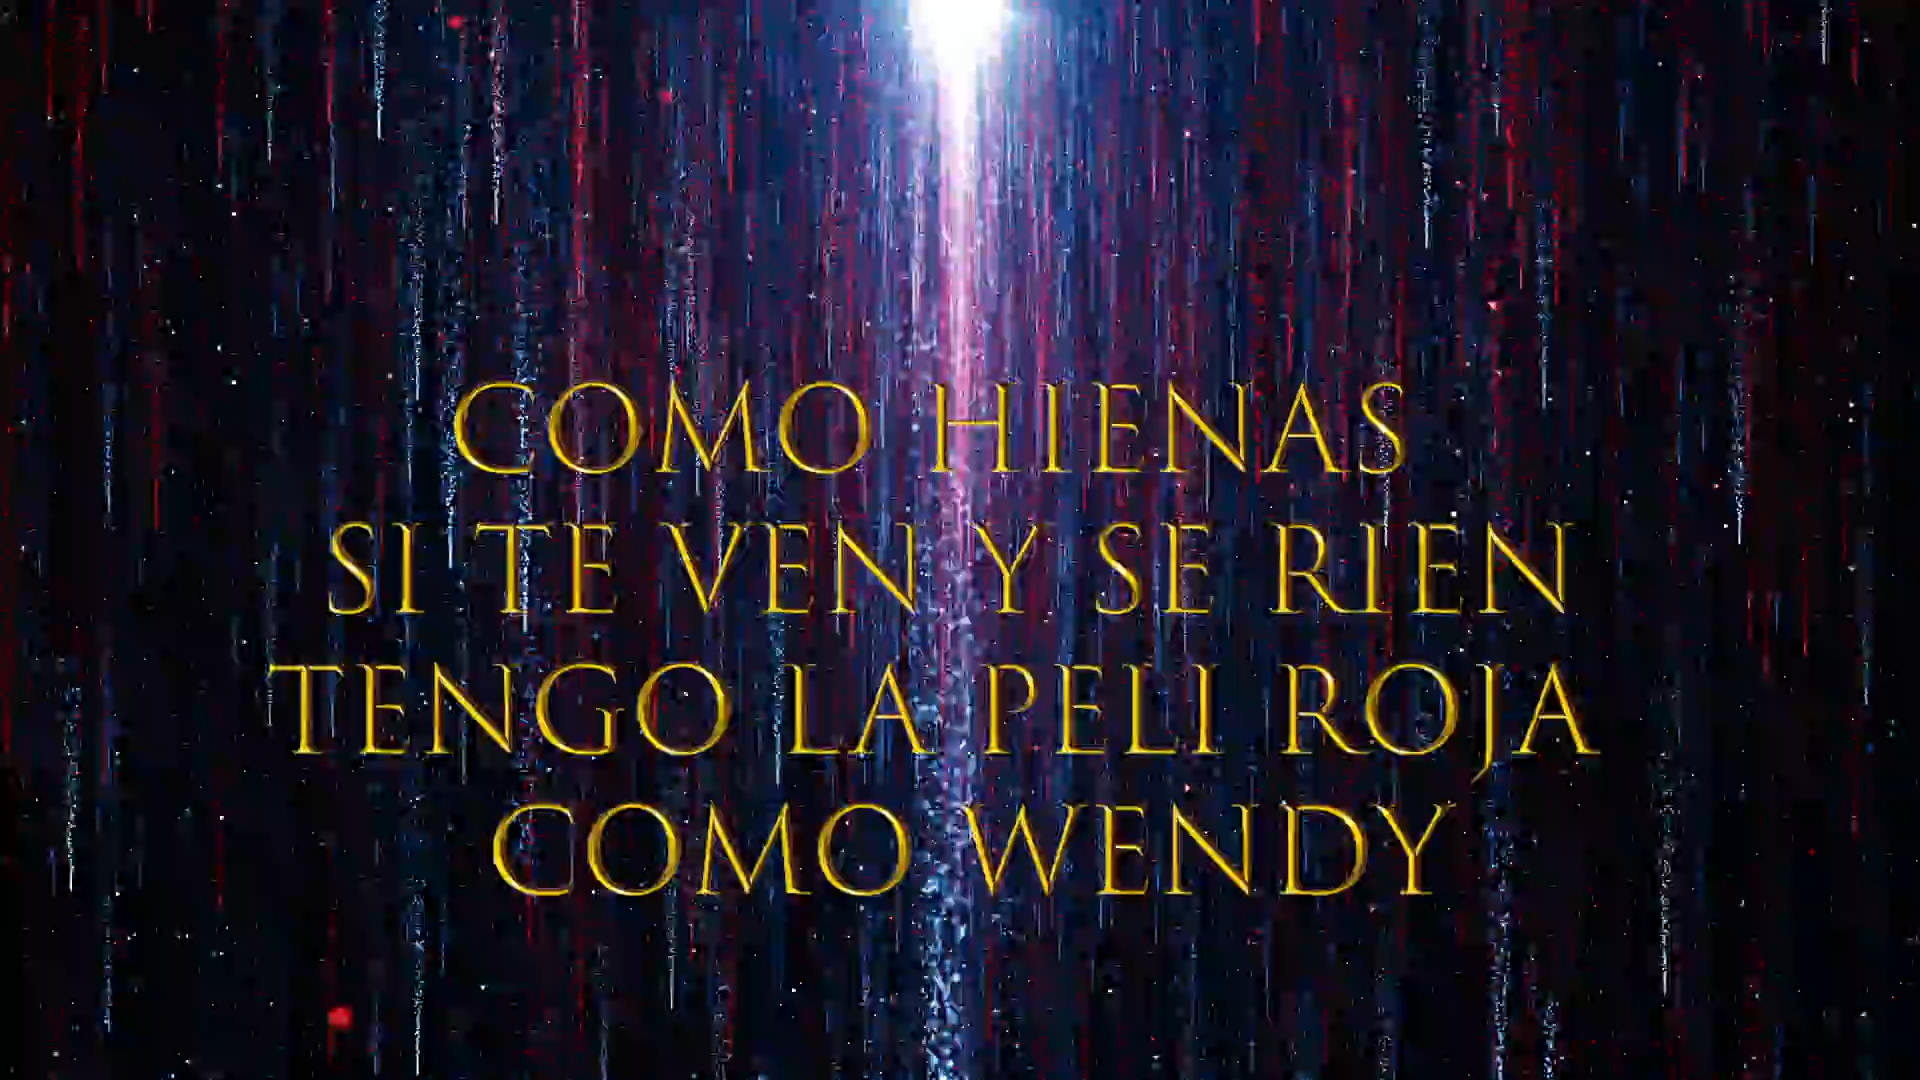 COMO HIENAS
SI TE VEN Y SE RIEN
TENGO LA PELI ROJA
COMO WENDY